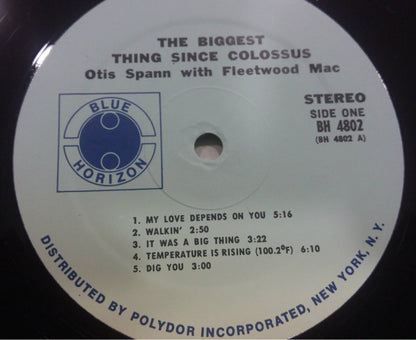 THE BIGGEST
THING SINCE COLOSSUS
Otis Spann with Fleetwood Mac
BLUE
HORIZON
STEREO
SIDE ONE
BH 4802
(BH 4802 A)
1. MY LOVE DEPENDS ON YOU 5:16
2. WALKIN' 2:50
3. IT WAS A BIG THING 3:22
4. TEMPERATURE IS RISING (100.2ºF) 6:10
5. DIG YOU 3:00
DISTRIBUTED BY POLYDOR INCORPORATED, NEW YORK, N.Y.